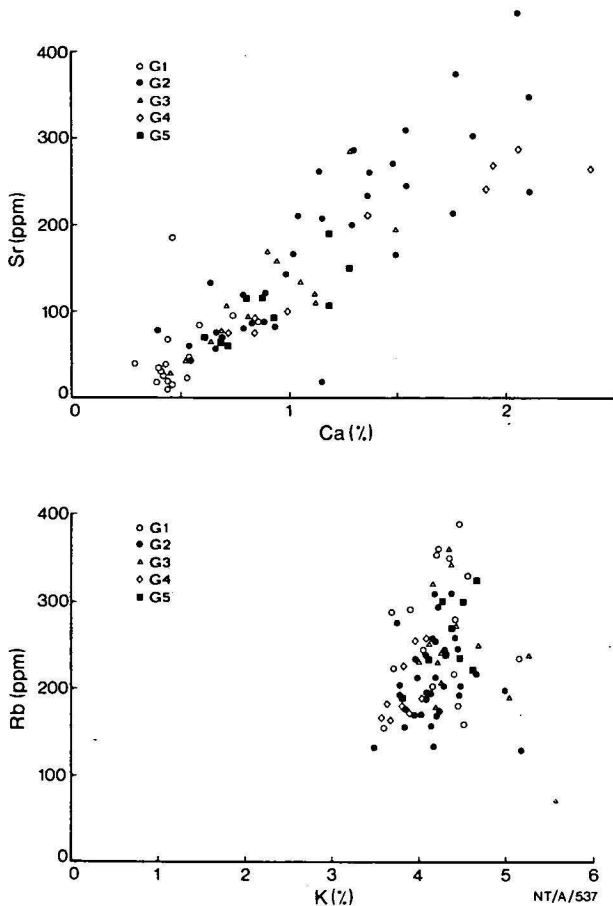 400
300
200
100
0
Sr (ppm)
G1
G2
G3
G4
G5
0 1 2
Ca (%)
400
300
200
100
0
Rb (ppm)
G1
G2
G3
G4
G5
0 1 2 3 4 5 6
K (%)
NT/A/537